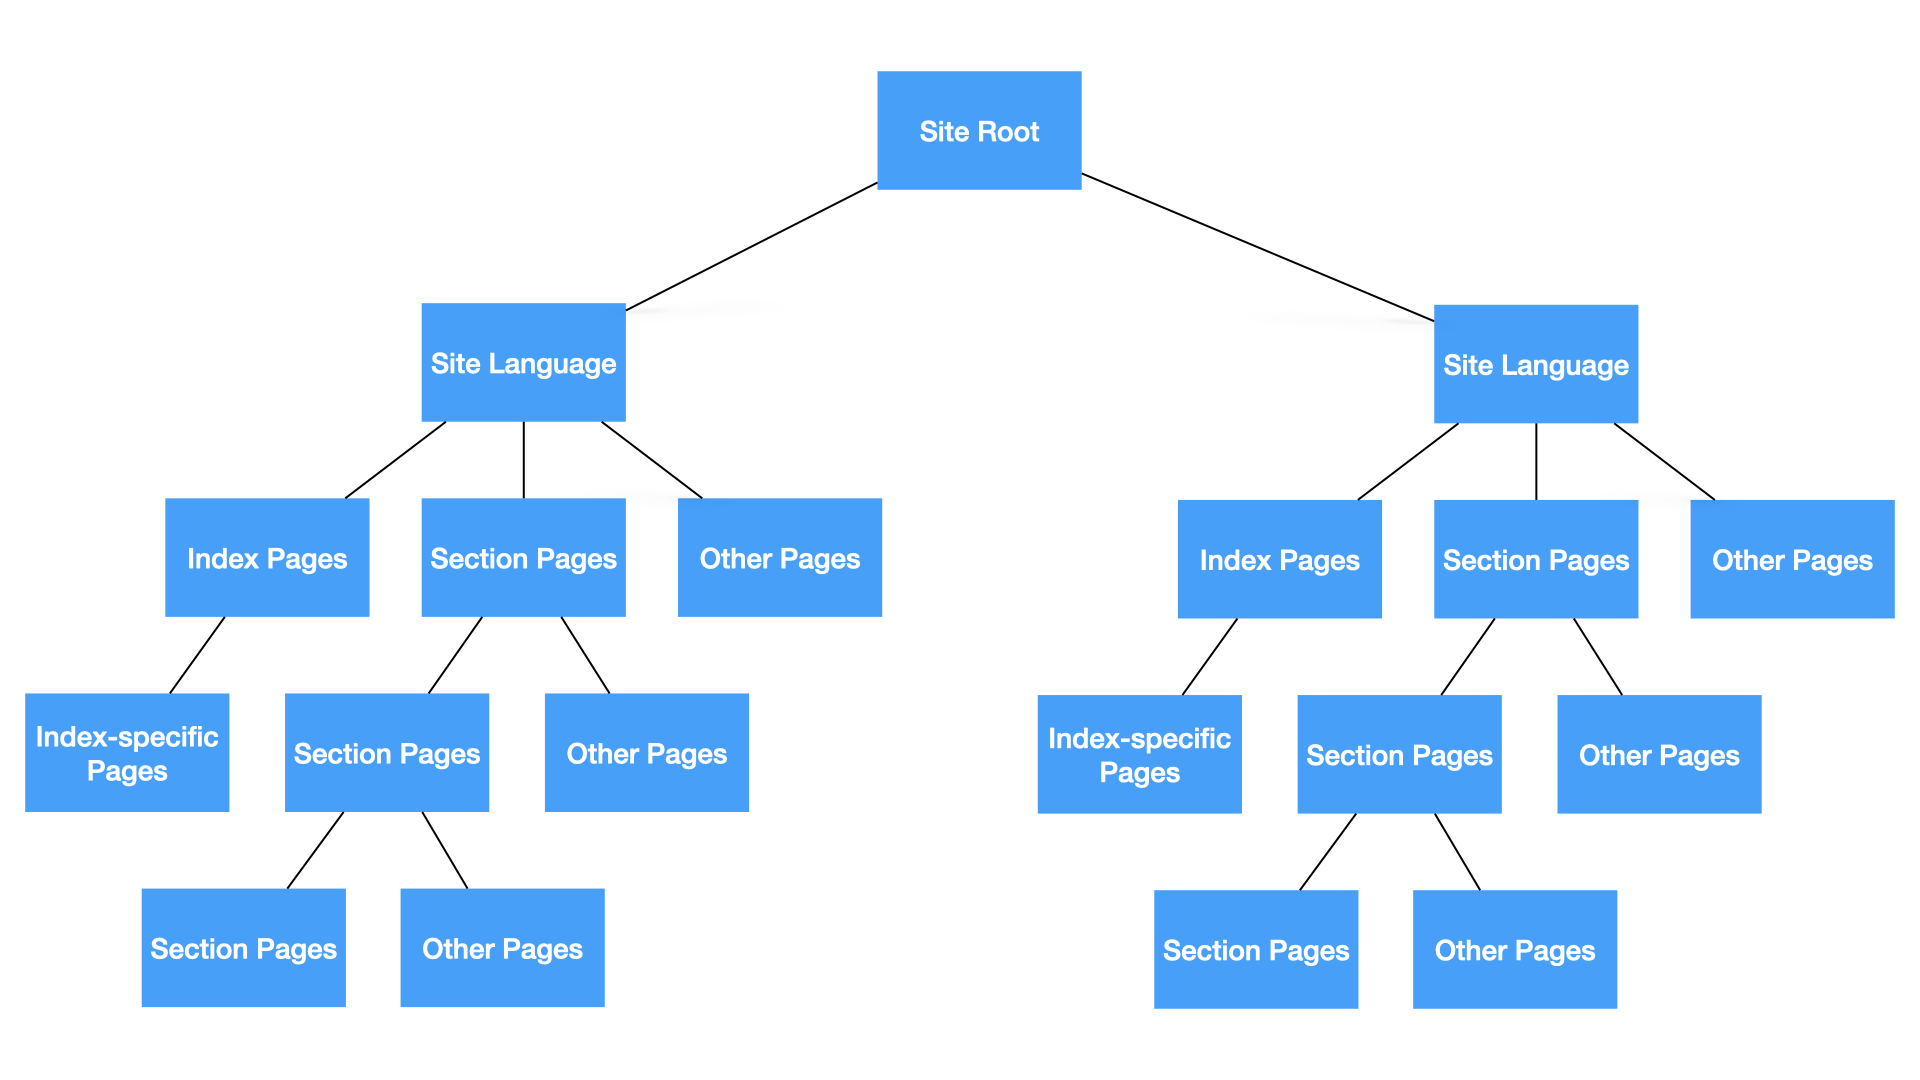 Site Root
Site Language
Site Language
Index Pages
Section Pages
Other Pages
Index Pages
Section Pages
Other Pages
Index-specific
Pages
Section Pages
Other Pages
Index-specific
Pages
Section Pages
Other Pages
Section Pages
Other Pages
Section Pages
Other Pages